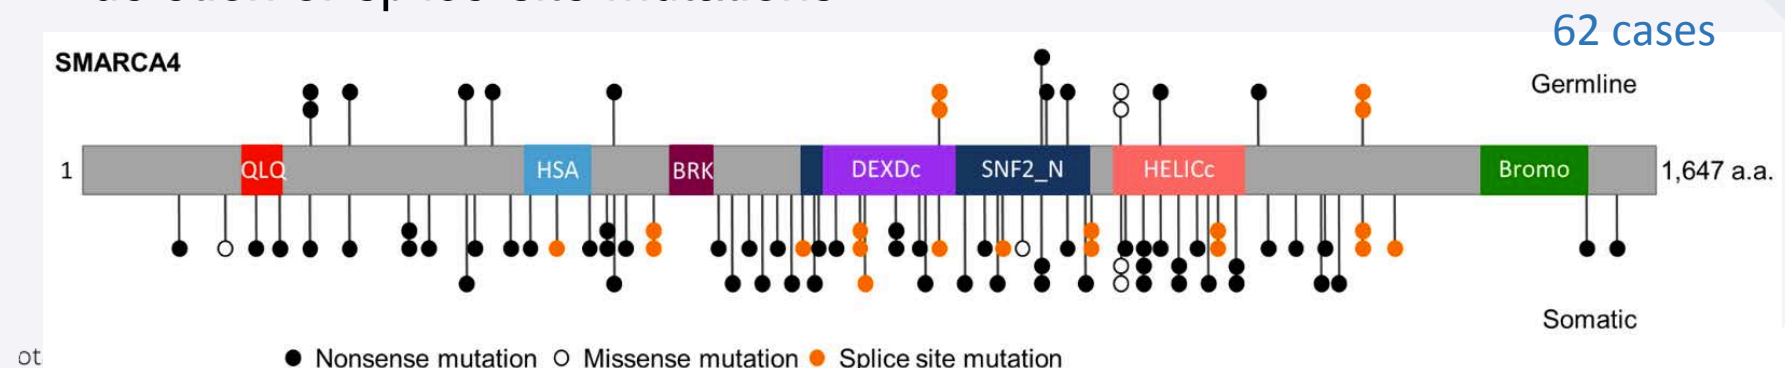 62 cases
SMARCA4
Germline
1 QLQ HSA BRK DEXDc SNF2_N HELICc Bromo 1,647 a.a.
Somatic
Nonsense mutation Missense mutation Splice site mutation